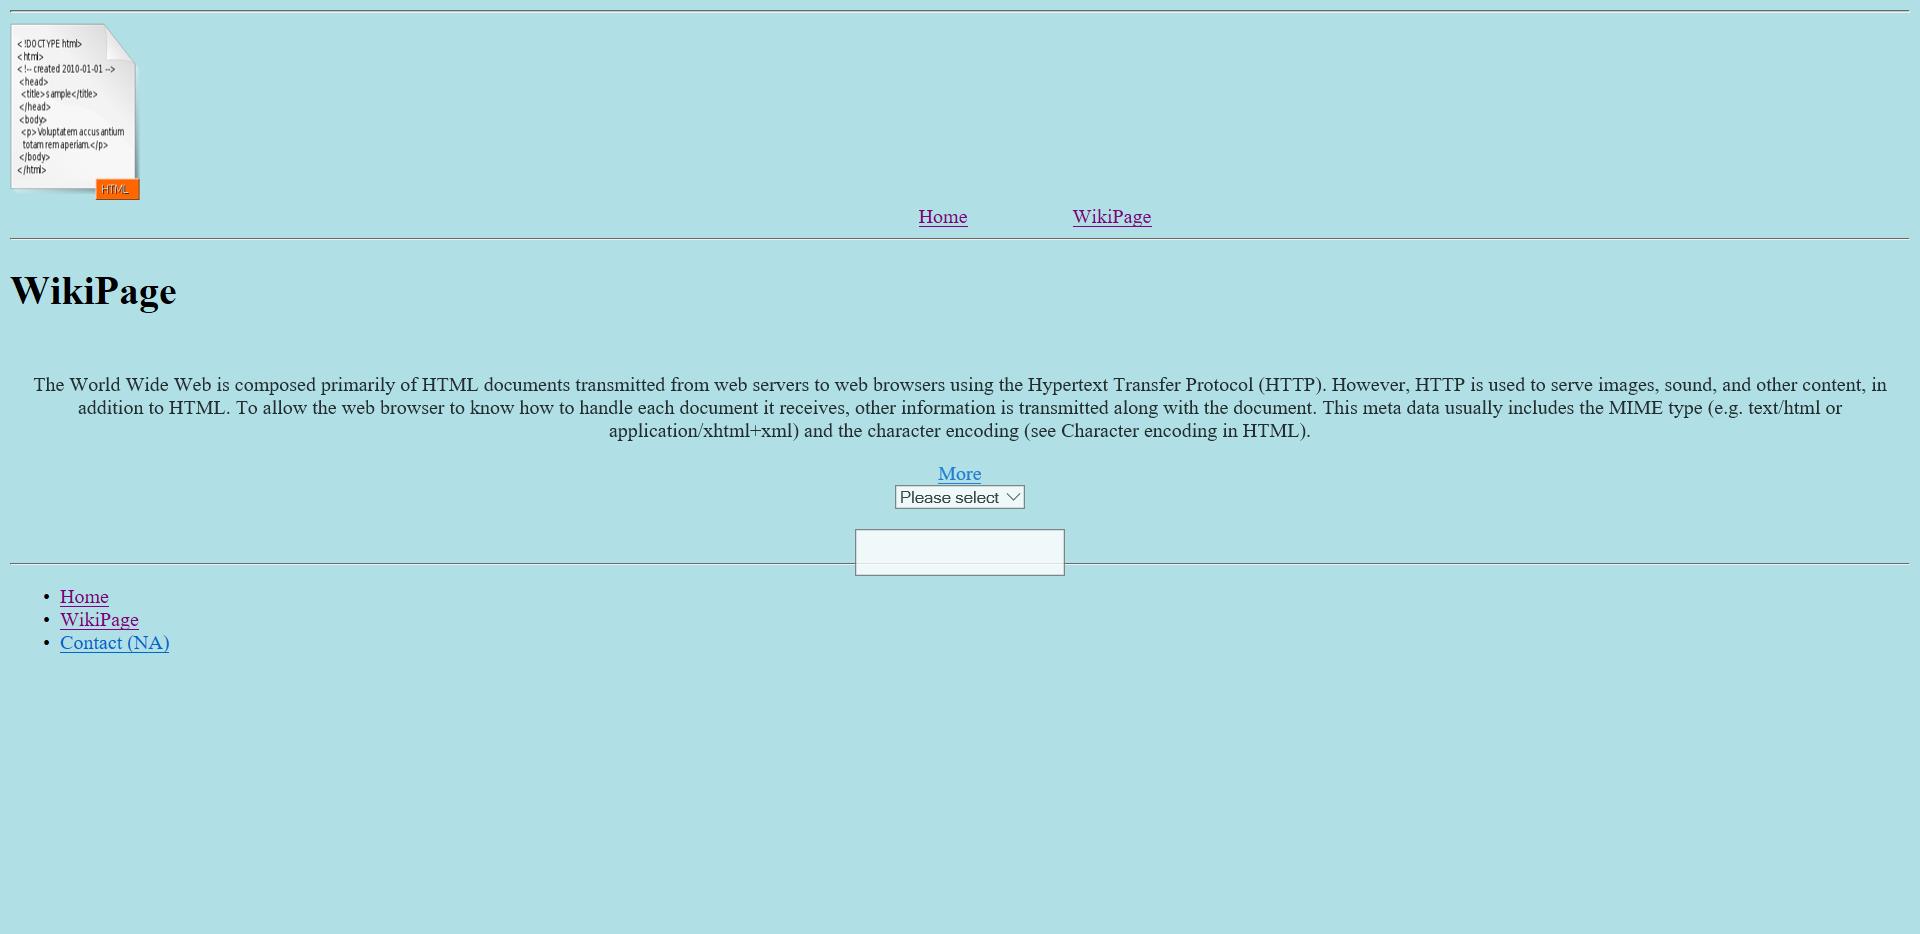 <!DOCTYPE html>
<html>
<!-- created 2010-01-01 -->
<head>
<title>sample</title>
</head>
<body>
<p>Voluptatem accusantium
totam rem aperiam.</p>
</body>
</html>
HTML
Home WikiPage
WikiPage
The World Wide Web is composed primarily of HTML documents transmitted from web servers to web browsers using the Hypertext Transfer Protocol (HTTP). However, HTTP is used to serve images, sound, and other content, in
addition to HTML. To allow the web browser to know how to handle each document it receives, other information is transmitted along with the document. This meta data usually includes the MIME type (e.g. text/html or
application/xhtml+xml) and the character encoding (see Character encoding in HTML).
More
Please select
• Home
• WikiPage
• Contact (NA)